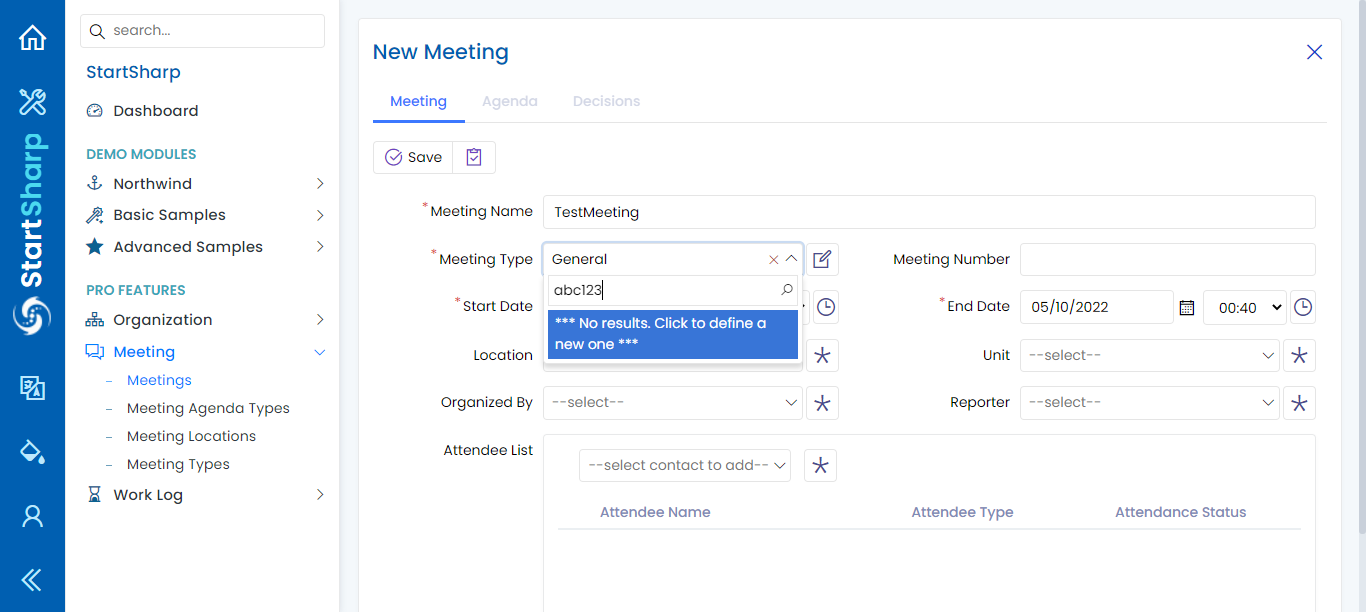 StartSharp
search...
StartSharp
Dashboard
DEMO MODULES
Northwind
Basic Samples
Advanced Samples
PRO FEATURES
Organization
Meeting
Meetings
Meeting Agenda Types
Meeting Locations
Meeting Types
Work Log
New Meeting
Meeting Agenda Decisions
Save
*Meeting Name TestMeeting
*Meeting Type General Meeting Number
abc123
*** No results. Click to define a
new one ***
*Start Date *End Date 05/10/2022 00:40
Location Unit --select--
Organized By --select-- Reporter --select--
Attendee List
--select contact to add--
Attendee Name Attendee Type Attendance Status